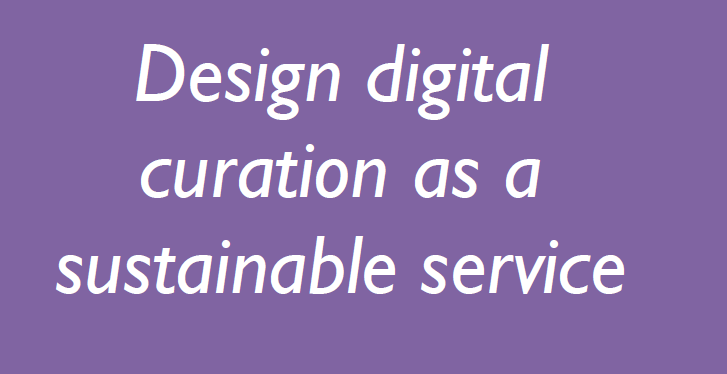 Design digital
curation as a
sustainable service